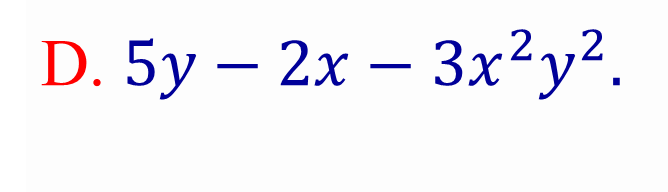 D. 5y − 2x − 3x²y².